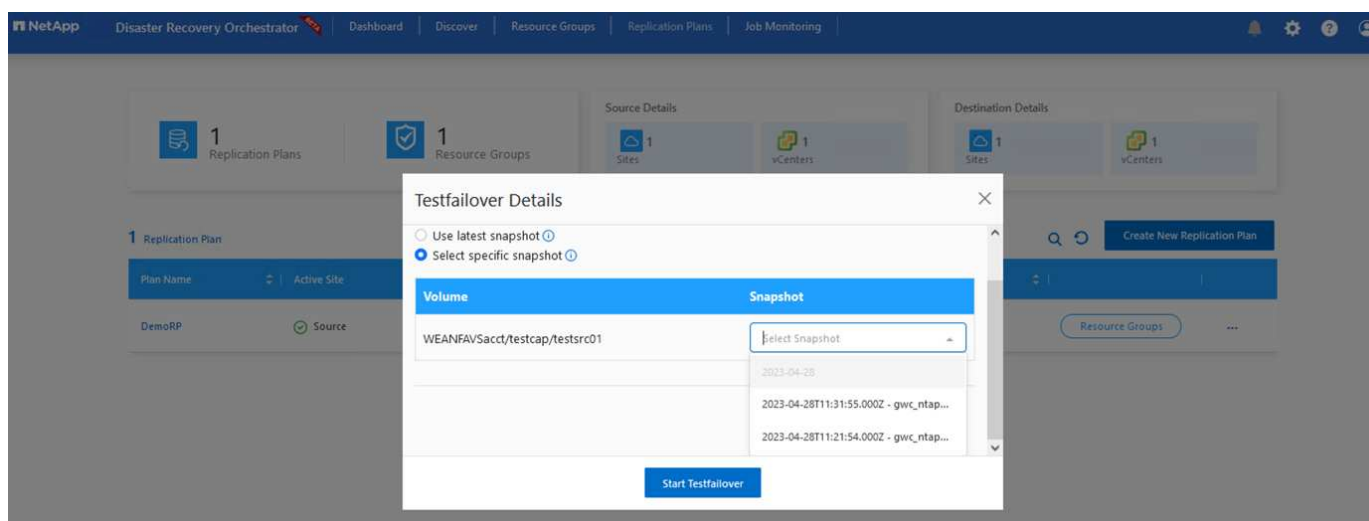 NetApp
Disaster Recovery Orchestrator
Dashboard
Discover
Resource Groups
Replication Plans
Job Monitoring
1
Replication Plans
1
Resource Groups
Source Details
1
Sites
1
vCenters
Destination Details
1
Sites
1
vCenters
Testfailover Details
Use latest snapshot
Select specific snapshot
Volume Snapshot
WEANFAVSacct/testcap/testsrc01
Select Snapshot
2023-04-28
2023-04-28T11:31:55.000Z - gwc_ntap...
2023-04-28T11:21:54.000Z - gwc_ntap...
Start Testfailover
1 Replication Plan
Create New Replication Plan
Plan Name
Active Site
DemoRP
Source
Resource Groups
...